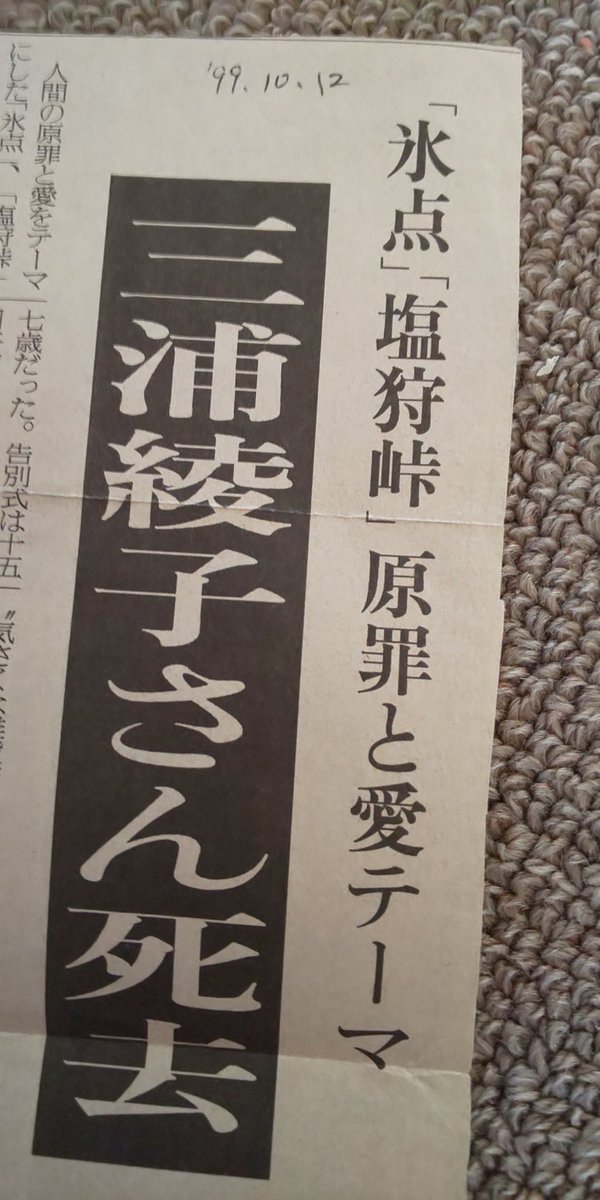 '99.10.12
「氷点」「塩狩峠」原罪と愛テーマ
三浦綾子さん死去
人間の原罪と愛をテーマ
にした「氷点」、「塩狩峠」
七歳だった。告別式は十五